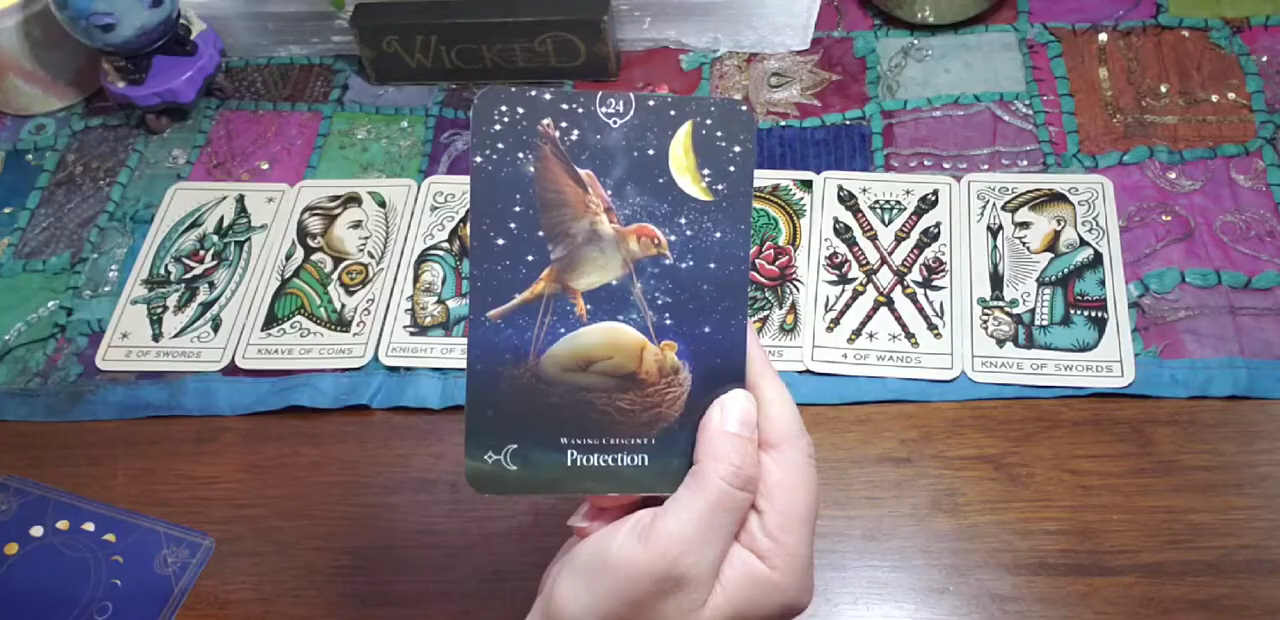 WICKED
24
2 OF SWORDS
KNAVE OF COINS
KNIGHT OF S
NS
4 OF WANDS
KNAVE OF SWORDS
WANING CRESCENT I
Protection